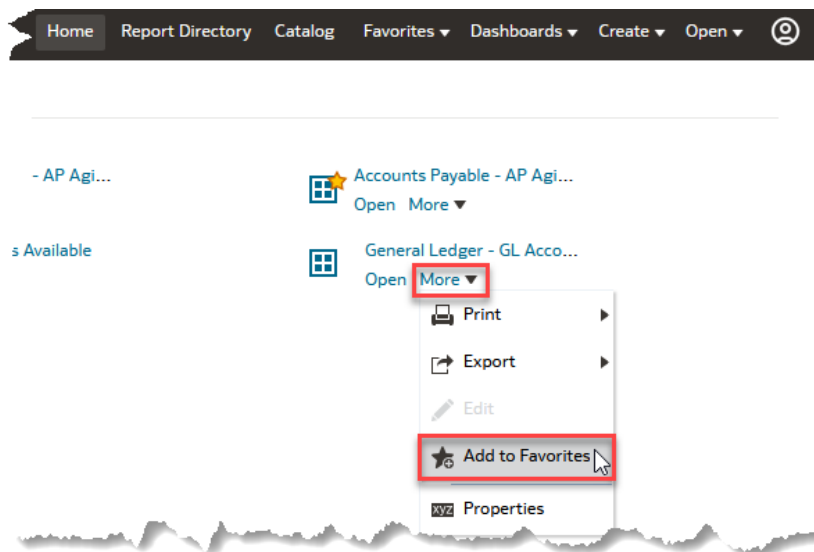 Home Report Directory Catalog Favorites Dashboards Create Open
- AP Agi... Accounts Payable - AP Agi...
Open More
s Available General Ledger - GL Acco...
Open More
Print
Export
Edit
Add to Favorites
xyz Properties